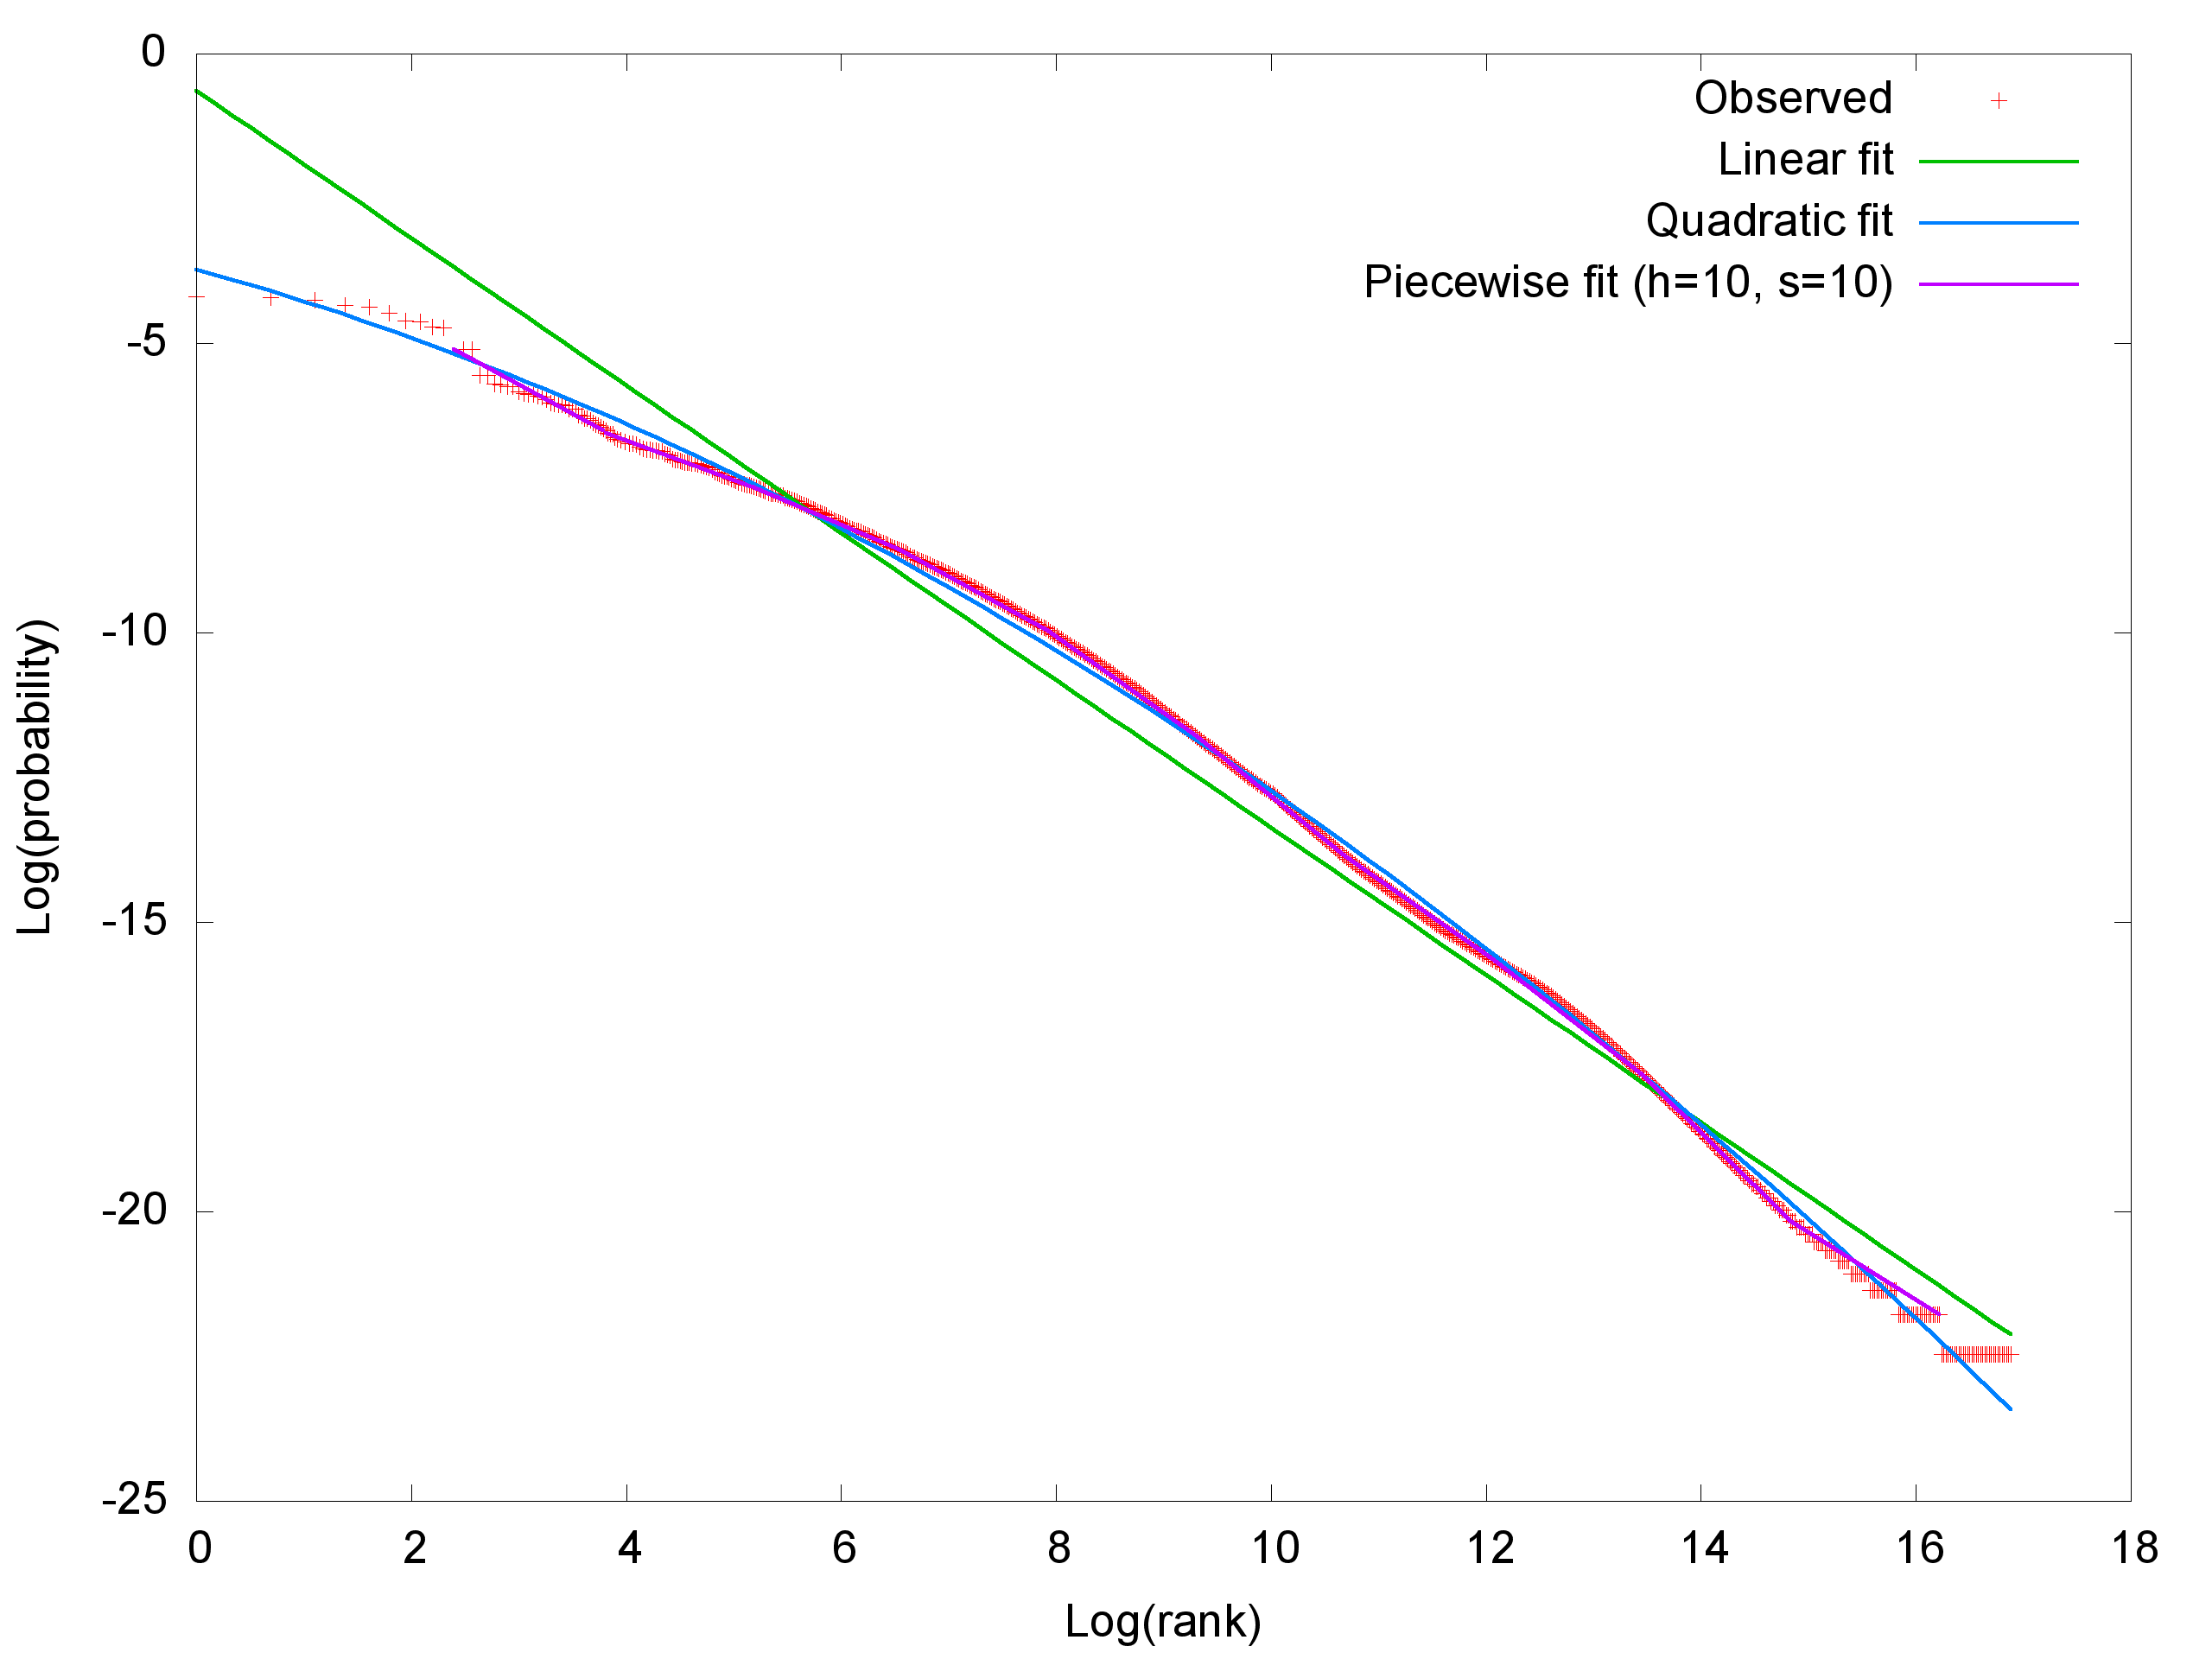 Observed
Linear fit
Quadratic fit
Piecewise fit (h=10, s=10)
0
-5
-10
-15
-20
-25
Log(probability)
0 2 4 6 8 10 12 14 16 18
Log(rank)